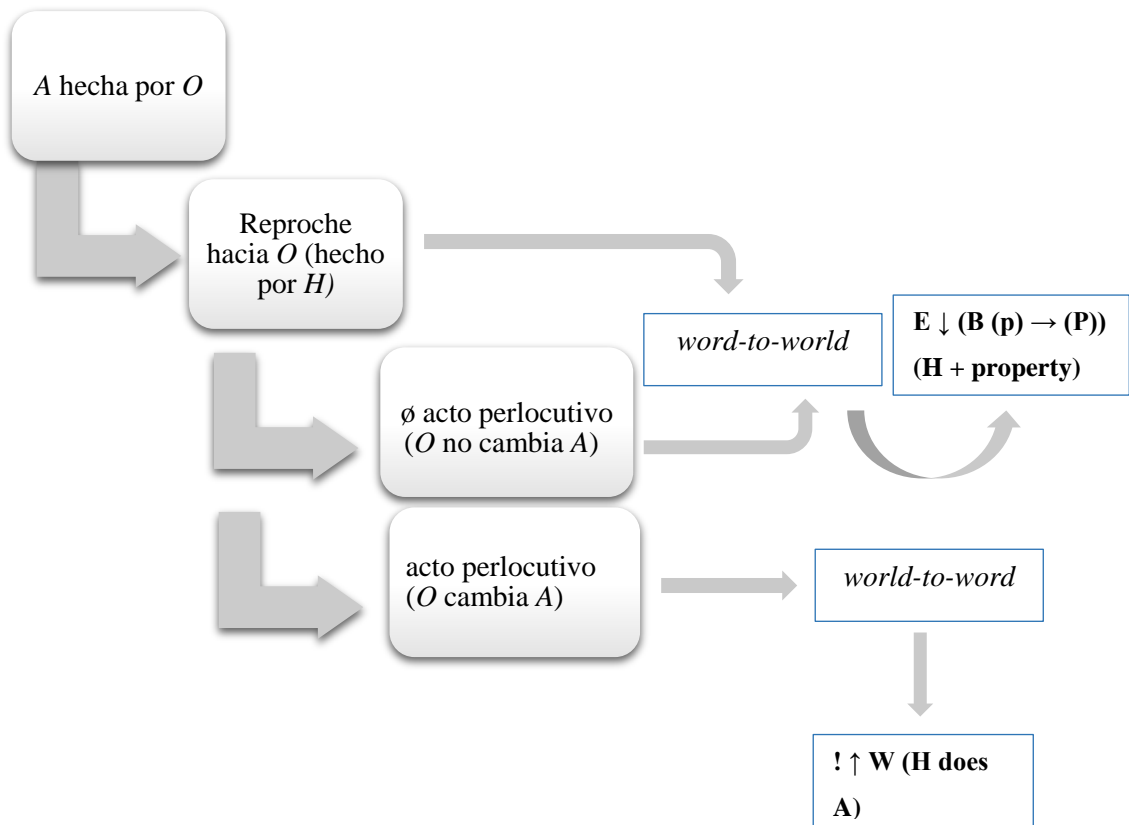 A hecha por O
Reproche
hacia O (hecho
por H)
word-to-world
E ↓ (B (p) → (P))
(H + property)
ø acto perlocutivo
(O no cambia A)
acto perlocutivo
(O cambia A)
world-to-word
! ↑ W (H does
A)